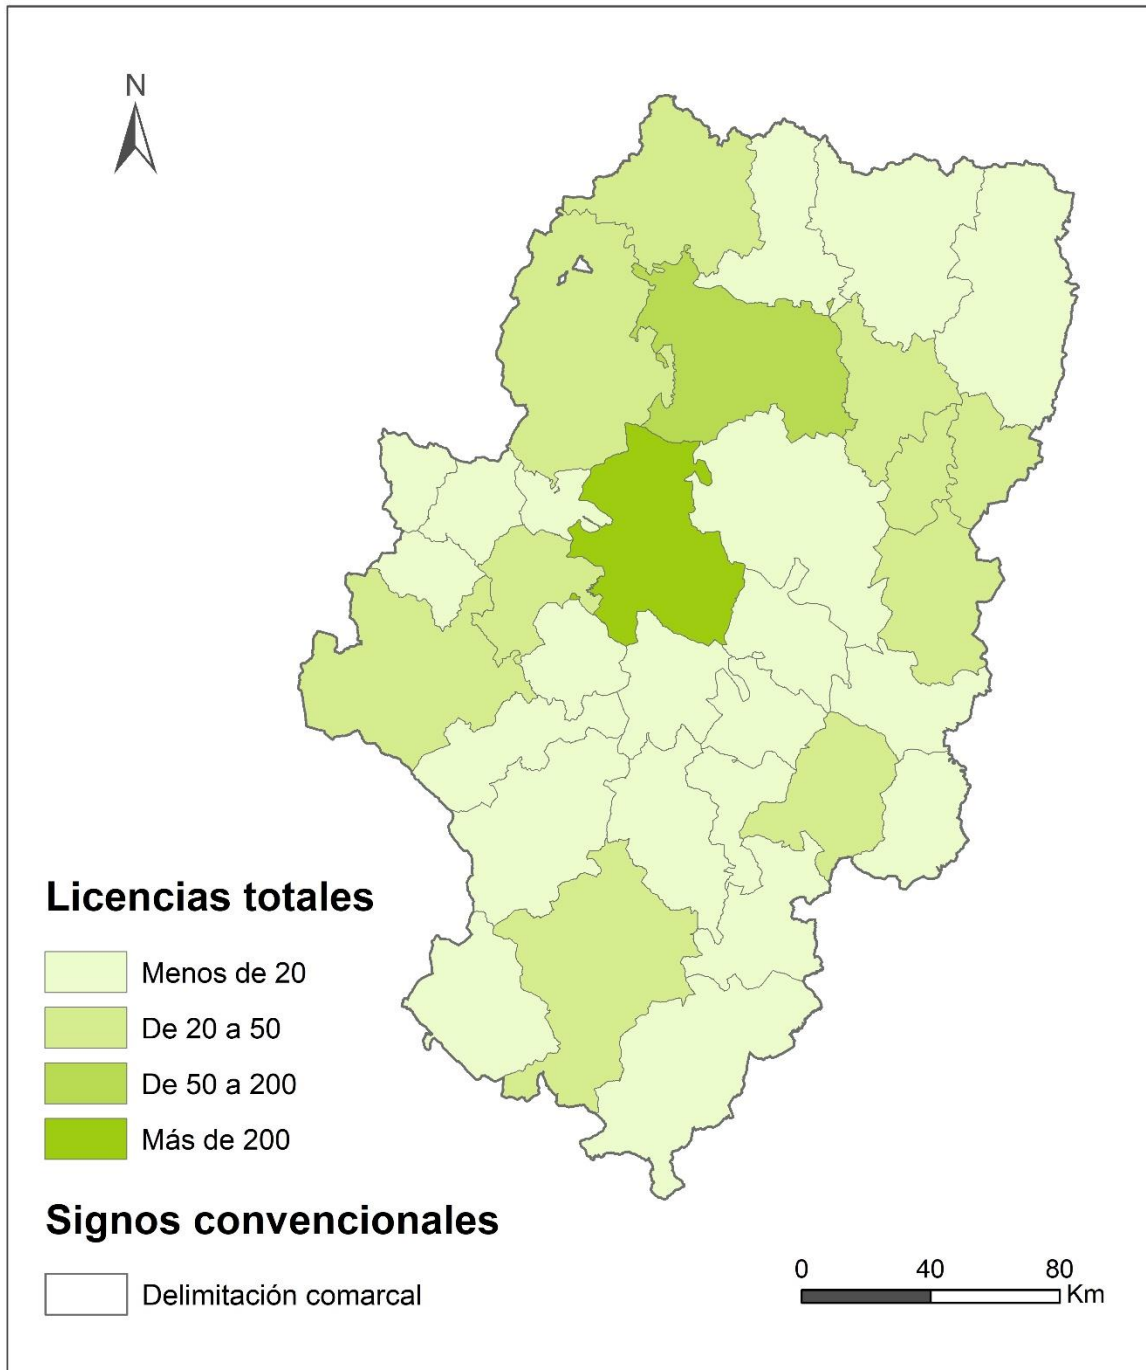 N
Licencias totales
Menos de 20
De 20 a 50
De 50 a 200
Más de 200
Signos convencionales
Delimitación comarcal
0 40 80
Km